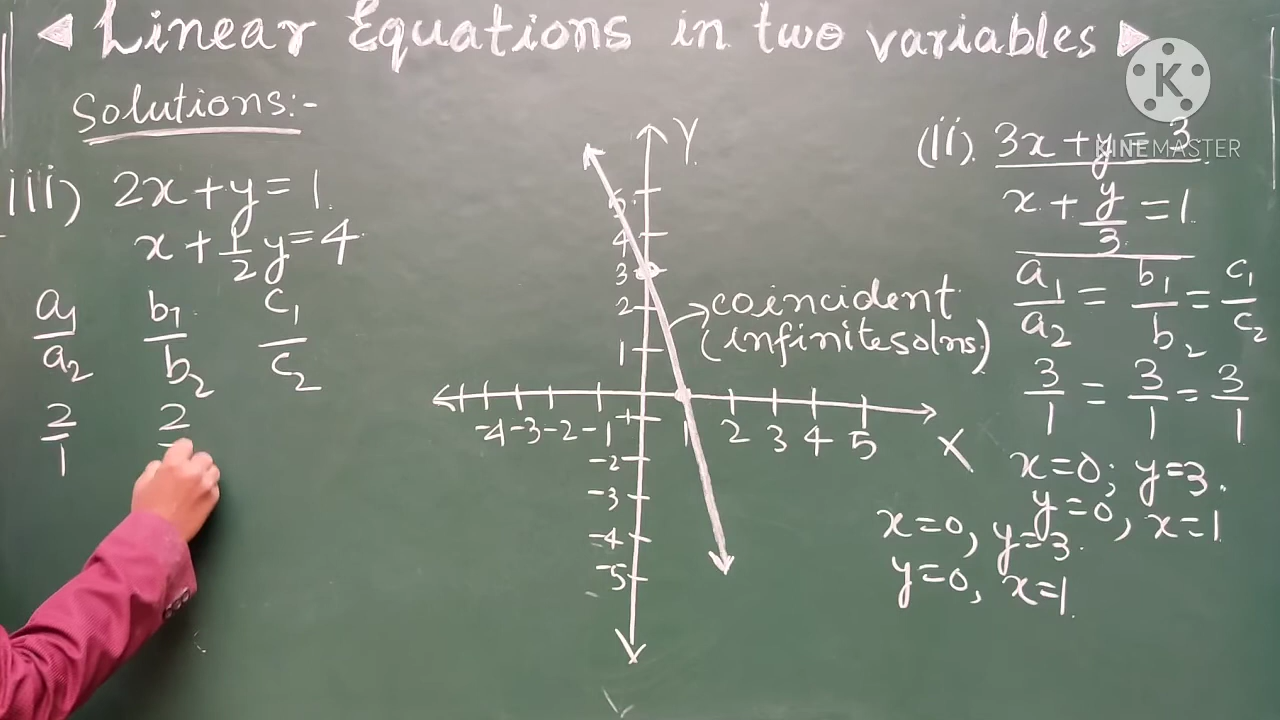 Linear Equations in two variables
Solutions:-
iii) 2x + y = 1
x + 1/2 y = 4
a1/a2 b1/b2 c1/c2
2/1 2
Y
5
4
3
2
1
-4 -3 -2 -1 1 2 3 4 5
X
-1
-2
-3
-4
-5
coincident
(infinite solns)
(ii) 3x + y = 3
x + y/3 = 1
a1/a2 = b1/b2 = c1/c2
3/1 = 3/1 = 3/1
x=0; y=3.
y=0, x=1
x=0, y=3.
y=0, x=1
K
KINEMASTER